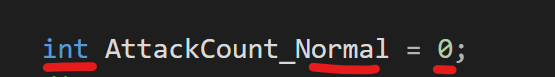 int AttackCount_Normal = 0;